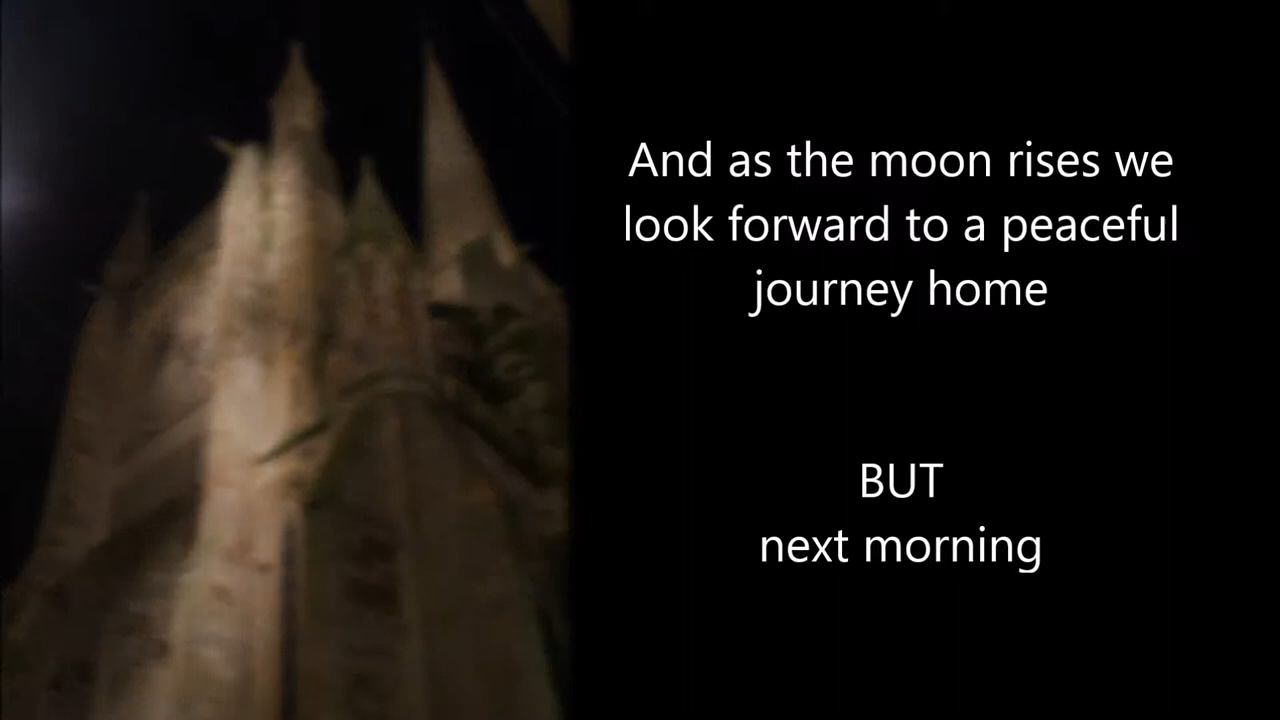 And as the moon rises we
look forward to a peaceful
journey home
BUT
next morning